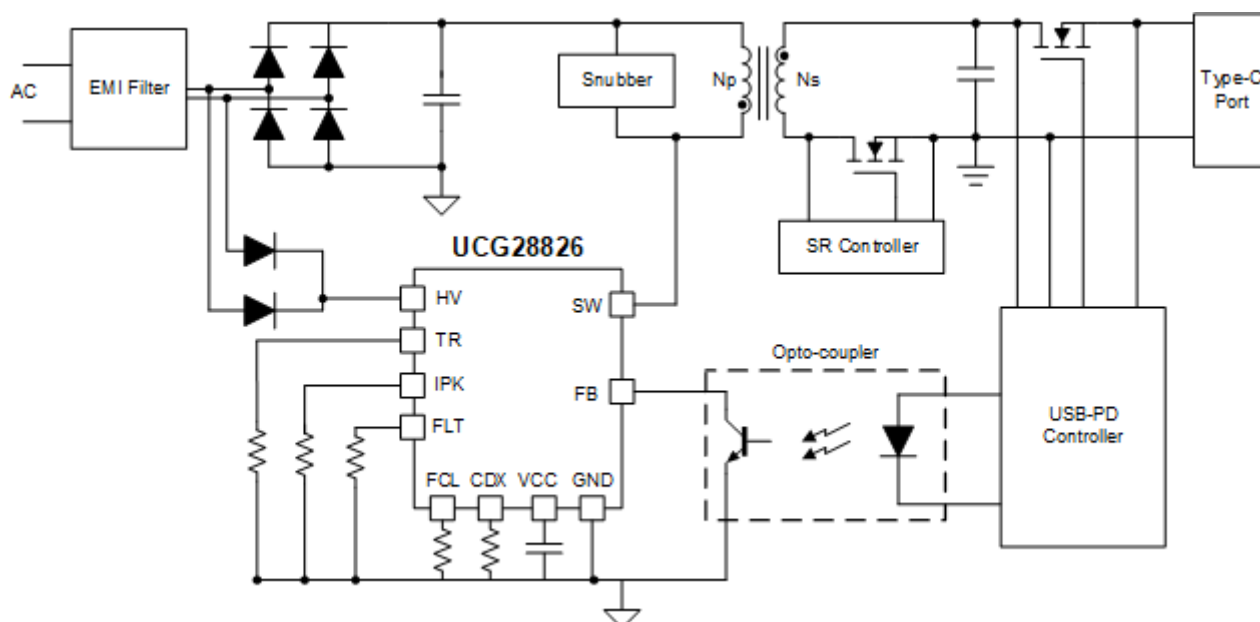 AC
EMI Filter
Snubber
Np
Ns
Type-C
Port
SR Controller
UCG28826
HV
TR
IPK
FLT
SW
FB
FCL
CDX
VCC
GND
Opto-coupler
USB-PD
Controller